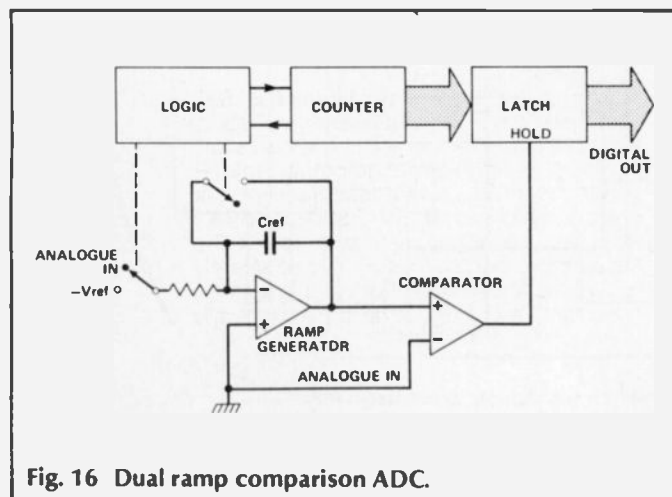 LOGIC
COUNTER
LATCH
HOLD
DIGITAL
OUT
Cref
ANALOGUE
IN
-Vref
COMPARATOR
RAMP
GENERATDR
ANALOGUE IN
Fig. 16 Dual ramp comparison ADC.